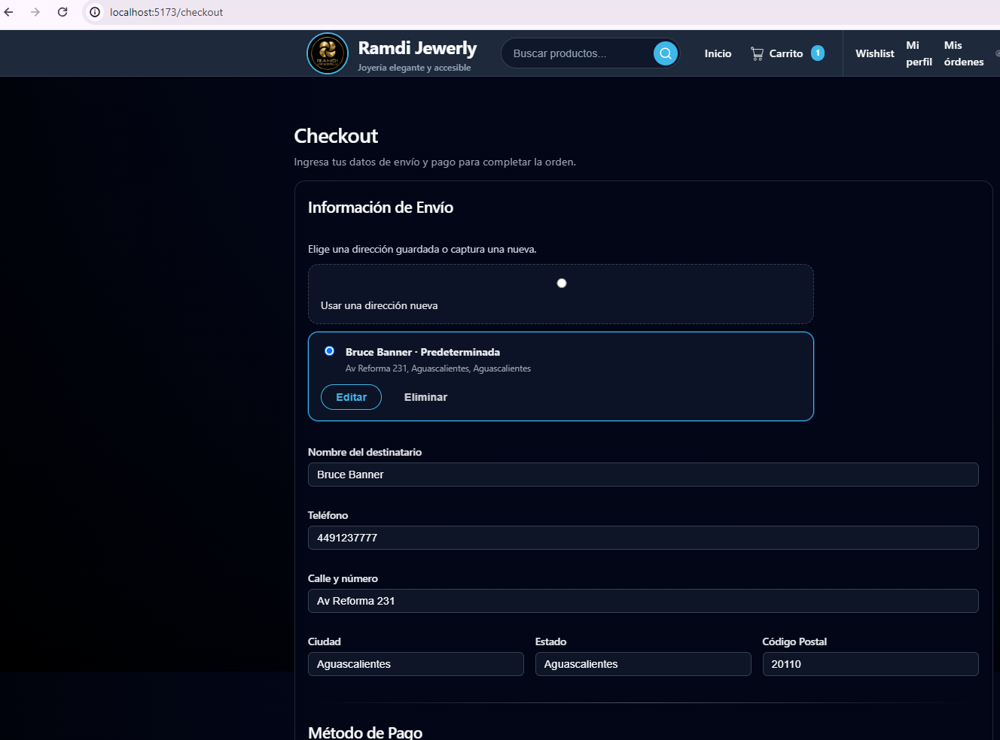 localhost:5173/checkout
RAMDI
Ramdi Jewerly
Joyería elegante y accesible
Buscar productos...
Inicio
Carrito
1
Wishlist
Mi perfil
Mis órdenes
Checkout
Ingresa tus datos de envío y pago para completar la orden.
Información de Envío
Elige una dirección guardada o captura una nueva.
Usar una dirección nueva
Bruce Banner · Predeterminada
Av Reforma 231, Aguascalientes, Aguascalientes
Editar
Eliminar
Nombre del destinatario
Bruce Banner
Teléfono
4491237777
Calle y número
Av Reforma 231
Ciudad
Estado
Código Postal
Aguascalientes
Aguascalientes
20110
Método de Pago